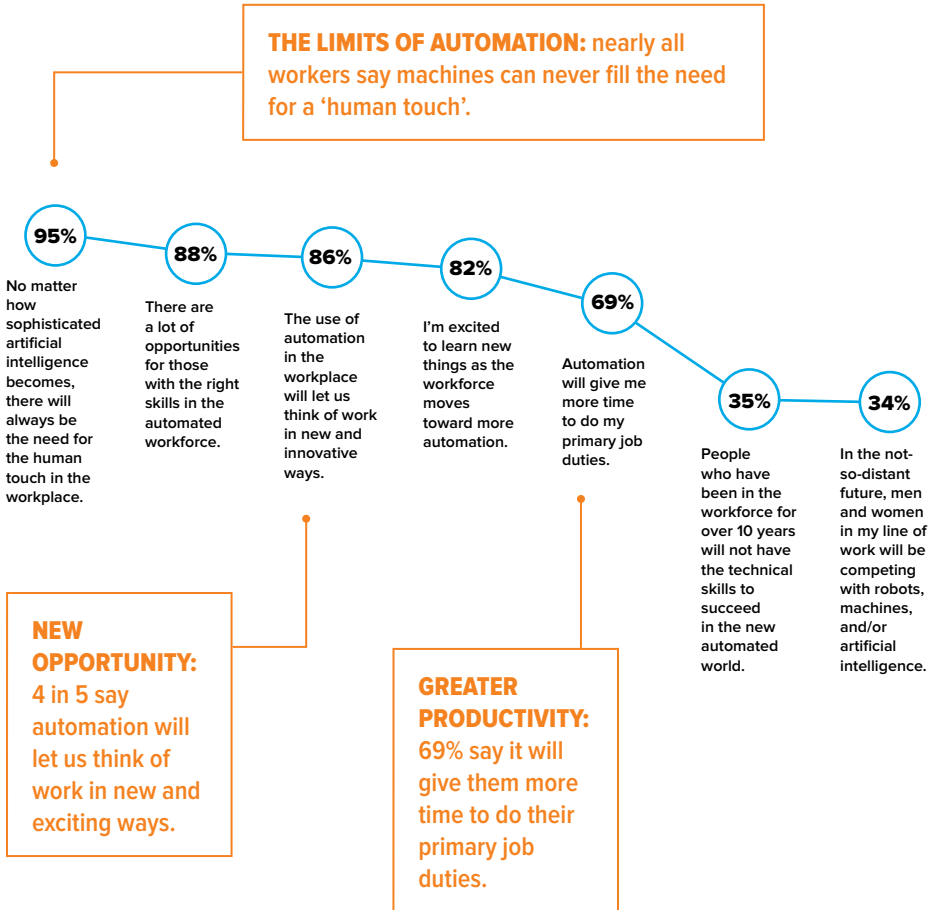 THE LIMITS OF AUTOMATION: nearly all
workers say machines can never fill the need
for a ‘human touch’.
95%
No matter
how
sophisticated
artificial
intelligence
becomes,
there will
always be
the need for
the human
touch in the
workplace.
88%
There are
a lot of
opportunities
for those
with the right
skills in the
automated
workforce.
86%
The use of
automation
in the
workplace
will let us
think of work
in new and
innovative
ways.
82%
I’m excited
to learn new
things as the
workforce
moves
toward more
automation.
69%
Automation
will give me
more time
to do my
primary job
duties.
35%
People
who have
been in the
workforce for
over 10 years
will not have
the technical
skills to
succeed
in the new
automated
world.
34%
In the not-
so-distant
future, men
and women
in my line of
work will be
competing
with robots,
machines,
and/or
artificial
intelligence.
NEW
OPPORTUNITY:
4 in 5 say
automation will
let us think of
work in new and
exciting ways.
GREATER
PRODUCTIVITY:
69% say it will
give them more
time to do their
primary job
duties.